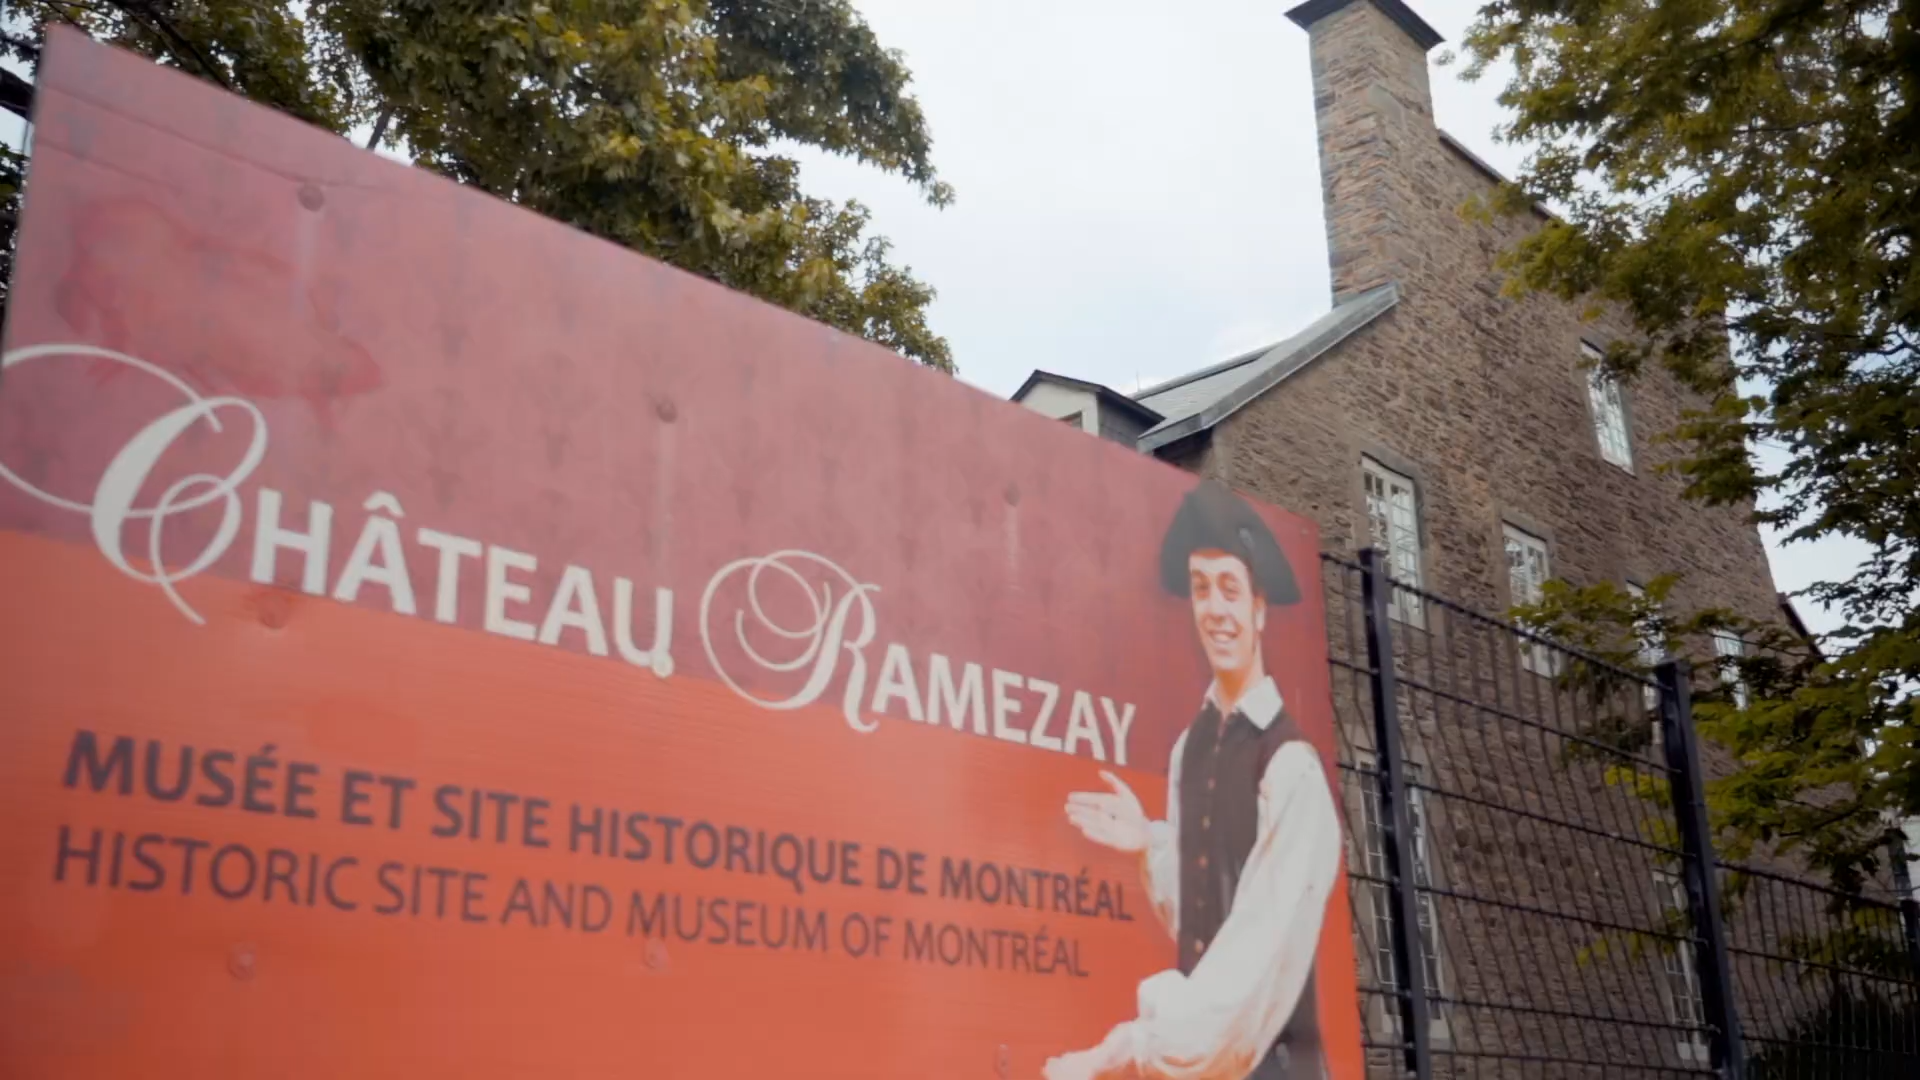 CHÂTEAU RAMEZAY
MUSÉE ET SITE HISTORIQUE DE MONTRÉAL
HISTORIC SITE AND MUSEUM OF MONTRÉAL